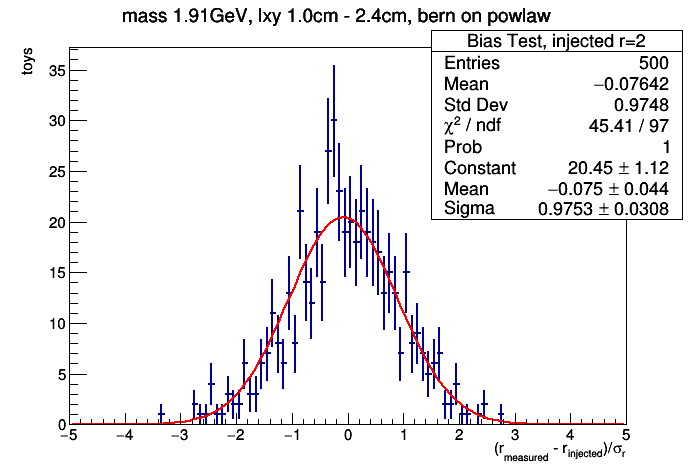 mass 1.91GeV, lxy 1.0cm - 2.4cm, bern on powlaw
Bias Test, injected r=2
Entries 500
Mean −0.07642
Std Dev 0.9748
χ² / ndf 45.41 / 97
Prob 1
Constant 20.45 ± 1.12
Mean −0.075 ± 0.044
Sigma 0.9753 ± 0.0308
toys
35
30
25
20
15
10
5
0
−5 −4 −3 −2 −1 0 1 2 3 4 5
(r_measured - r_injected)/σ_r